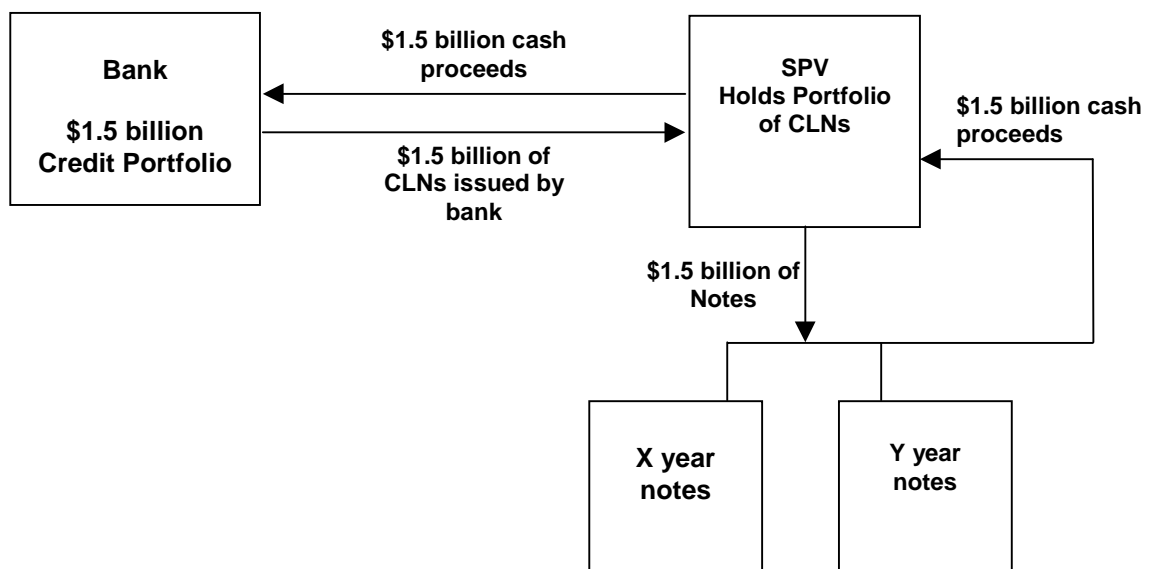 Bank
$1.5 billion
Credit Portfolio
$1.5 billion cash
proceeds
$1.5 billion of
CLNs issued by
bank
SPV
Holds Portfolio
of CLNs
$1.5 billion cash
proceeds
$1.5 billion of
Notes
X year
notes
Y year
notes